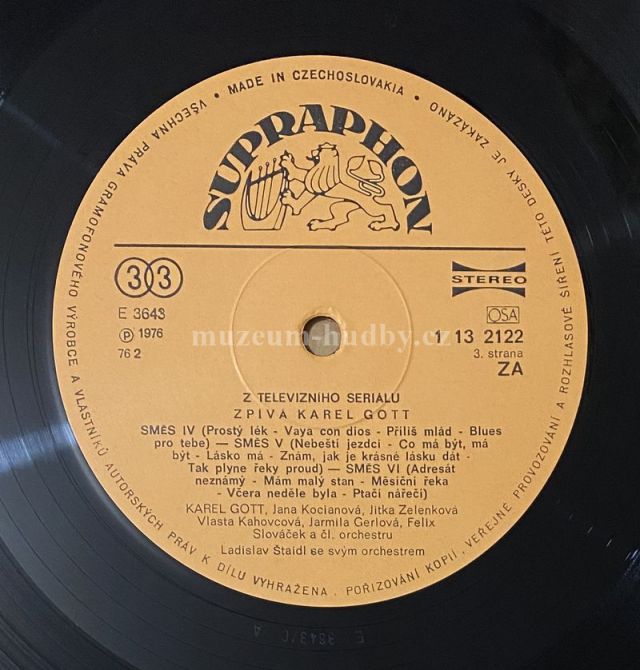 VŠECHNA PRÁVA GRAMOFONOVÉHO VÝROBCE A VLASTNÍKŮ AUTORSKÝCH PRÁV K DÍLU VYHRAŽENA. POŘIZOVÁNÍ KOPIÍ, VEŘEJNÉ PROVOZOVÁNÍ A ROZHLASOVÉ ŠÍŘENÍ TÉTO DESKY JE ZAKÁZÁNO
• MADE IN CZECHOSLOVAKIA •
SUPRAPHON
33
STEREO
E 3643
OSA
Ⓟ 1976
1 13 2122
76 2
3. strana
ZA
muzeum-hudby.cz
Z TELEVIZNÍHO SERIALU
ZPÍVÁ KAREL GOTT
SMĚS IV (Prostý lék - Vaya con dios - Příliš mlád - Blues
pro tebe) — SMĚS V (Nebeští jezdci - Co má být, má
být - Lásko má - Znám, jak je krásné lásku dát -
Tak plyne řeky proud) — SMĚS VI (Adresát
neznámý - Mám malý stan - Měsíční řeka
- Včera neděle byla - Ptačí nářečí)
KAREL GOTT, Jana Kocianová, Jitka Zelenková
Vlasta Kahovcová, Jarmila Gerlová, Felix
Slováček a čl. orchestru
Ladislav Štaidl se svým orchestrem